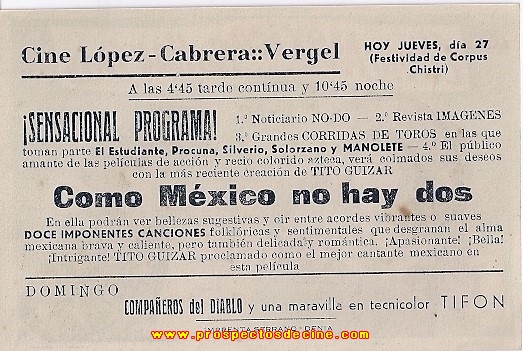 Cine López-Cabrera::Vergel
HOY JUEVES, día 27
(Festividad de Corpus
Chistri)
A las 4'45 tarde contínua y 10'45 noche
¡SENSACIONAL PROGRAMA!
1.º Noticiario NO-DO — 2.º Revista IMAGENES
3.º Grandes CORRIDAS DE TOROS en las que
toman parte El Estudiante, Procuna, Silverio, Solorzano y MANOLETE — 4.º El público
amante de las películas de acción y recio colorido azteca, verá colmados sus deseos
con la más reciente creación de TITO GUIZAR
Como México no hay dos
En ella podrán ver bellezas sugestivas y oir entre acordes vibrantes o suaves
DOCE IMPONENTES CANCIONES folklóricas y sentimentales que desgranan el alma
mexicana brava y caliente, pero también delicada y romántica. ¡Apasionante! ¡Bella!
¡Intrigante! TITO GUIZAR proclamado como el mejor cantante mexicano en
esta película
DOMINGO
COMPAÑEROS del DIABLO y una maravilla en tecnicolor TIFON
www.prospectosdecine.com
IMPRENTA SERRANO-DENIA